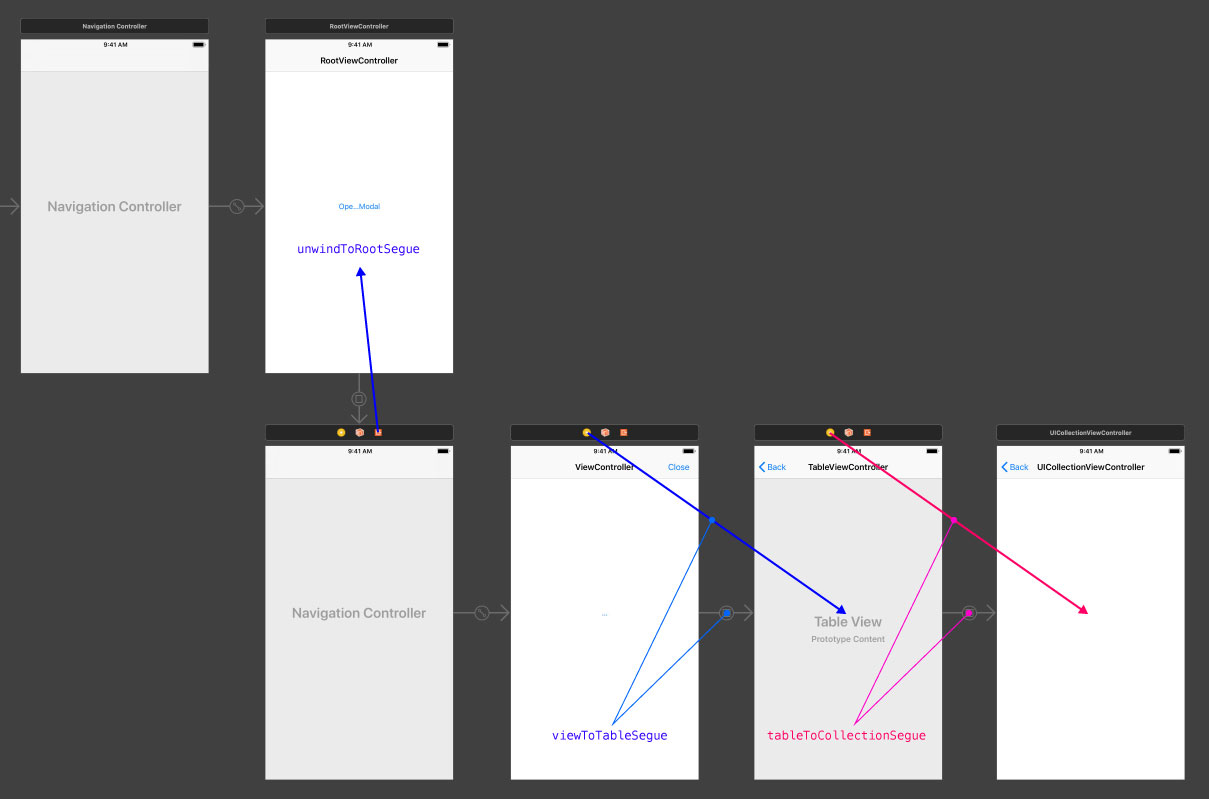 Navigation Controller
RootViewController
9:41 AM
9:41 AM
RootViewController
Navigation Controller
Ope...Modal
unwindToRootSegue
UICollectionViewController
9:41 AM
9:41 AM
9:41 AM
9:41 AM
ViewController
Close
Back
TableViewController
Back
UICollectionViewController
Navigation Controller
...
Table View
Prototype Content
viewToTableSegue
tableToCollectionSegue